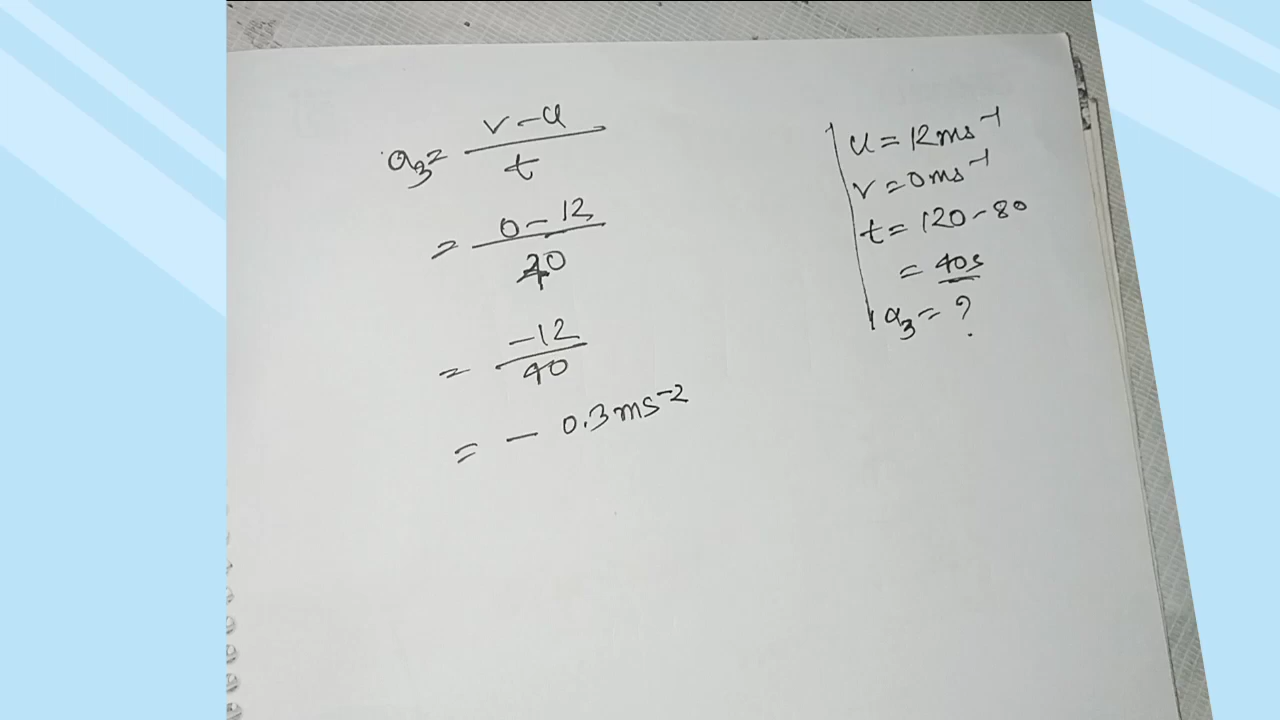 a₃ = (v - u) / t
= (0 - 12) / 40
= -12 / 40
= - 0.3 ms⁻²
u = 12 ms⁻¹
v = 0 ms⁻¹
t = 120 - 80
= 40s
a₃ = ?